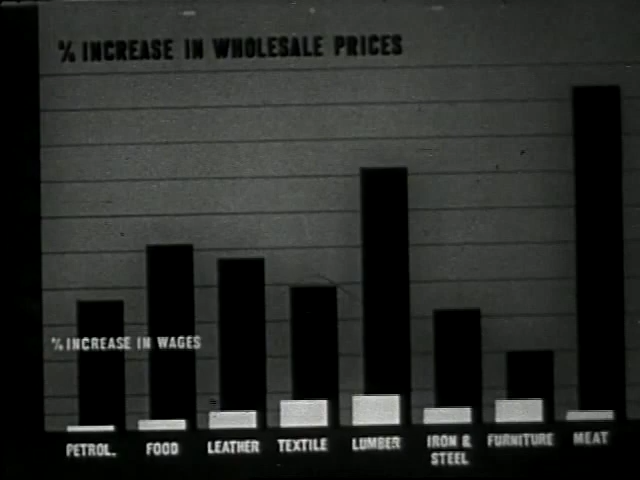 % INCREASE IN WHOLESALE PRICES
% INCREASE IN WAGES
PETROL. FOOD LEATHER TEXTILE LUMBER IRON & STEEL FURNITURE MEAT